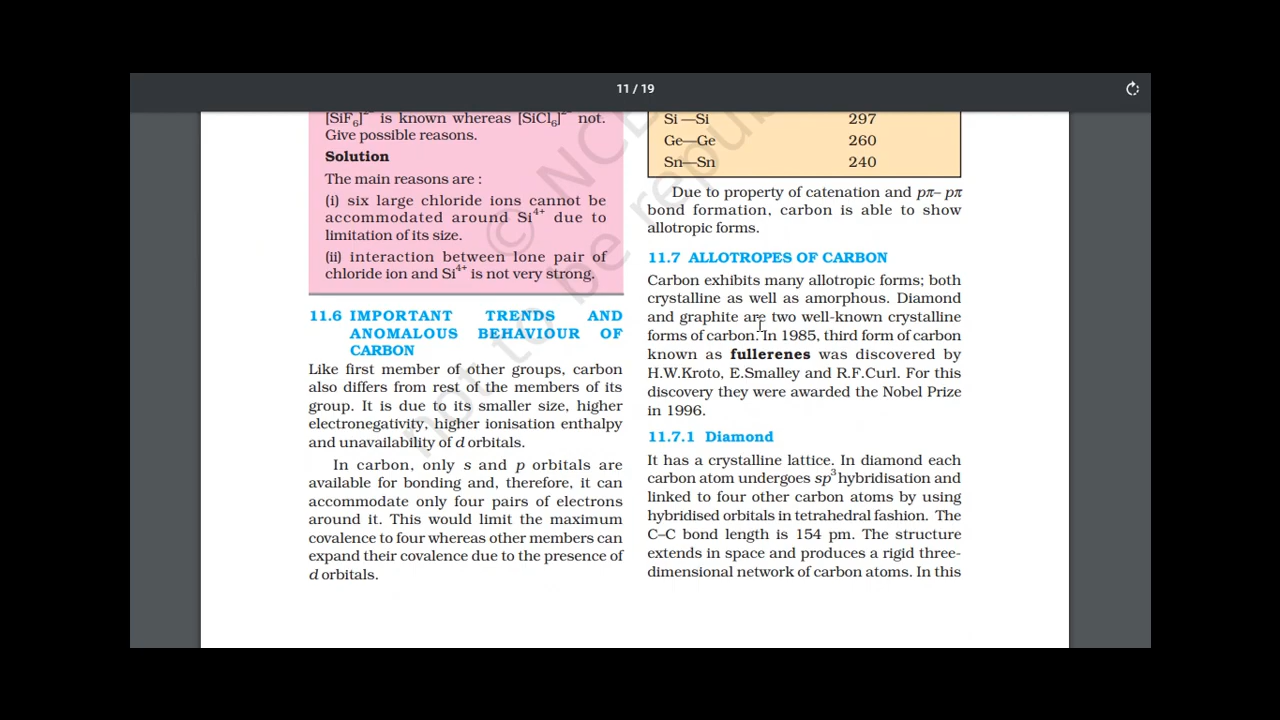 11 / 19
[SiF₆]²⁻ is known whereas [SiCl₆]²⁻ not.
Give possible reasons.
Solution
The main reasons are :
(i) six large chloride ions cannot be
accommodated around Si⁴⁺ due to
limitation of its size.
(ii) interaction between lone pair of
chloride ion and Si⁴⁺ is not very strong.
11.6 IMPORTANT TRENDS AND
ANOMALOUS BEHAVIOUR OF
CARBON
Like first member of other groups, carbon
also differs from rest of the members of its
group. It is due to its smaller size, higher
electronegativity, higher ionisation enthalpy
and unavailability of d orbitals.
In carbon, only s and p orbitals are
available for bonding and, therefore, it can
accommodate only four pairs of electrons
around it. This would limit the maximum
covalence to four whereas other members can
expand their covalence due to the presence of
d orbitals.
Si —Si 297
Ge—Ge 260
Sn—Sn 240
Due to property of catenation and pπ– pπ
bond formation, carbon is able to show
allotropic forms.
11.7 ALLOTROPES OF CARBON
Carbon exhibits many allotropic forms; both
crystalline as well as amorphous. Diamond
and graphite are two well-known crystalline
forms of carbon. In 1985, third form of carbon
known as fullerenes was discovered by
H.W.Kroto, E.Smalley and R.F.Curl. For this
discovery they were awarded the Nobel Prize
in 1996.
11.7.1 Diamond
It has a crystalline lattice. In diamond each
carbon atom undergoes sp³ hybridisation and
linked to four other carbon atoms by using
hybridised orbitals in tetrahedral fashion. The
C–C bond length is 154 pm. The structure
extends in space and produces a rigid three-
dimensional network of carbon atoms. In this